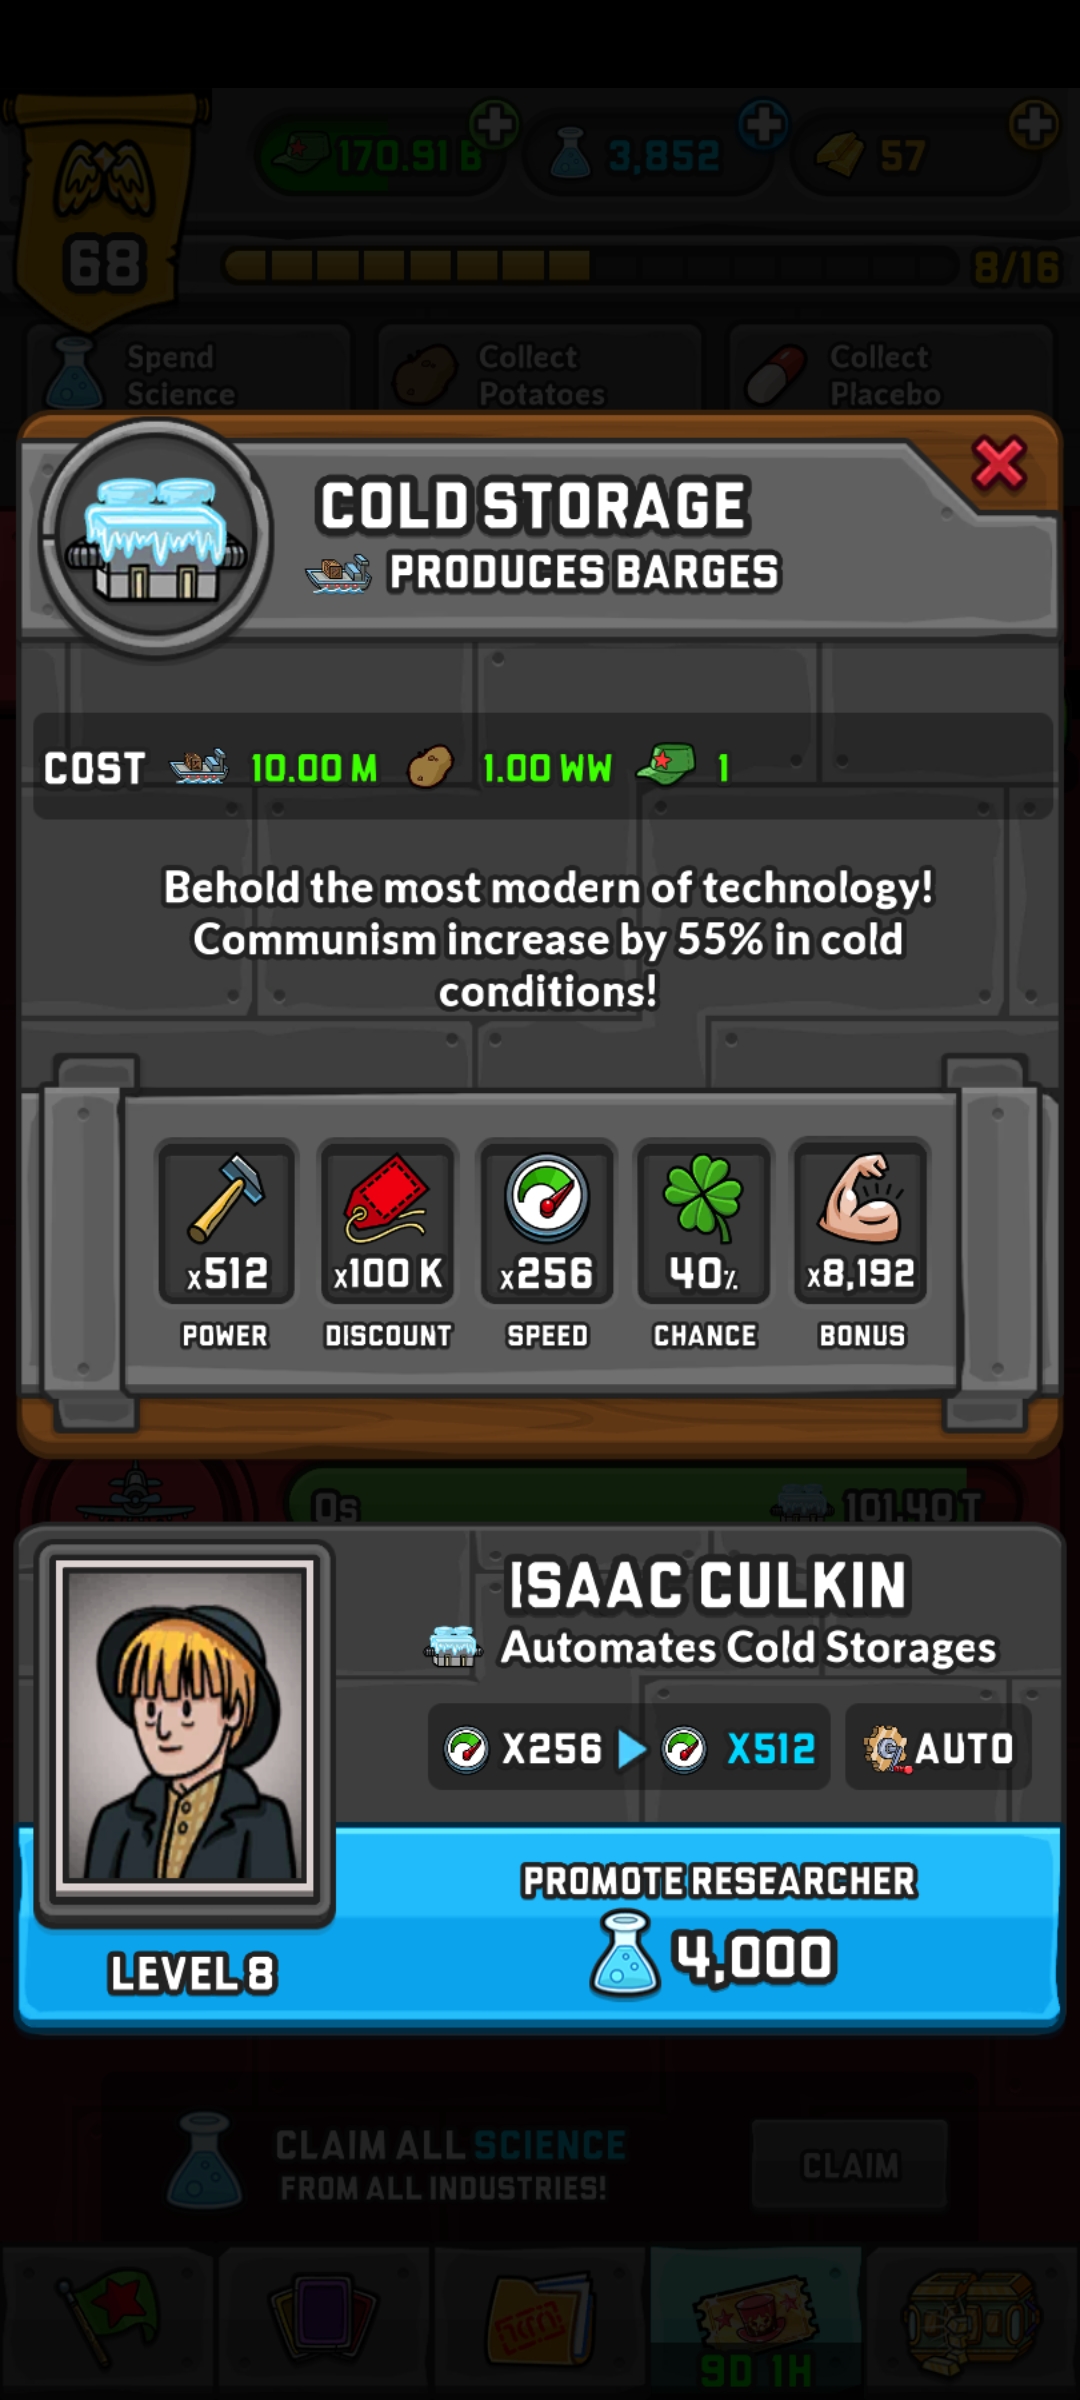 170.91 B
3,852
57
68
8/16
Spend
Science
Collect
Potatoes
Collect
Placebo
COLD STORAGE
PRODUCES BARGES
COST 10.00 M 1.00 WW 1
Behold the most modern of technology!
Communism increase by 55% in cold
conditions!
x512
x100 K
x256
40%
x8,192
POWER
DISCOUNT
SPEED
CHANCE
BONUS
0s
101.40 T
ISAAC CULKIN
Automates Cold Storages
X256 X512 AUTO
PROMOTE RESEARCHER
4,000
LEVEL 8
CLAIM ALL SCIENCE
FROM ALL INDUSTRIES!
CLAIM
9D 1H